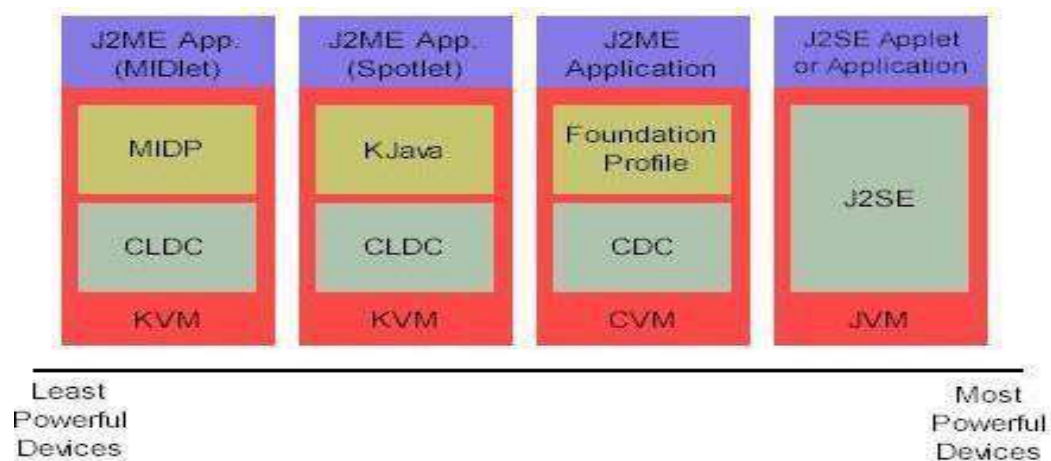 J2ME App.
(MIDlet)
MIDP
CLDC
KVM
J2ME App.
(Spotlet)
KJava
CLDC
KVM
J2ME
Application
Foundation
Profile
CDC
CVM
J2SE Applet
or Application
J2SE
JVM
Least
Powerful
Devices
Most
Powerful
Devices